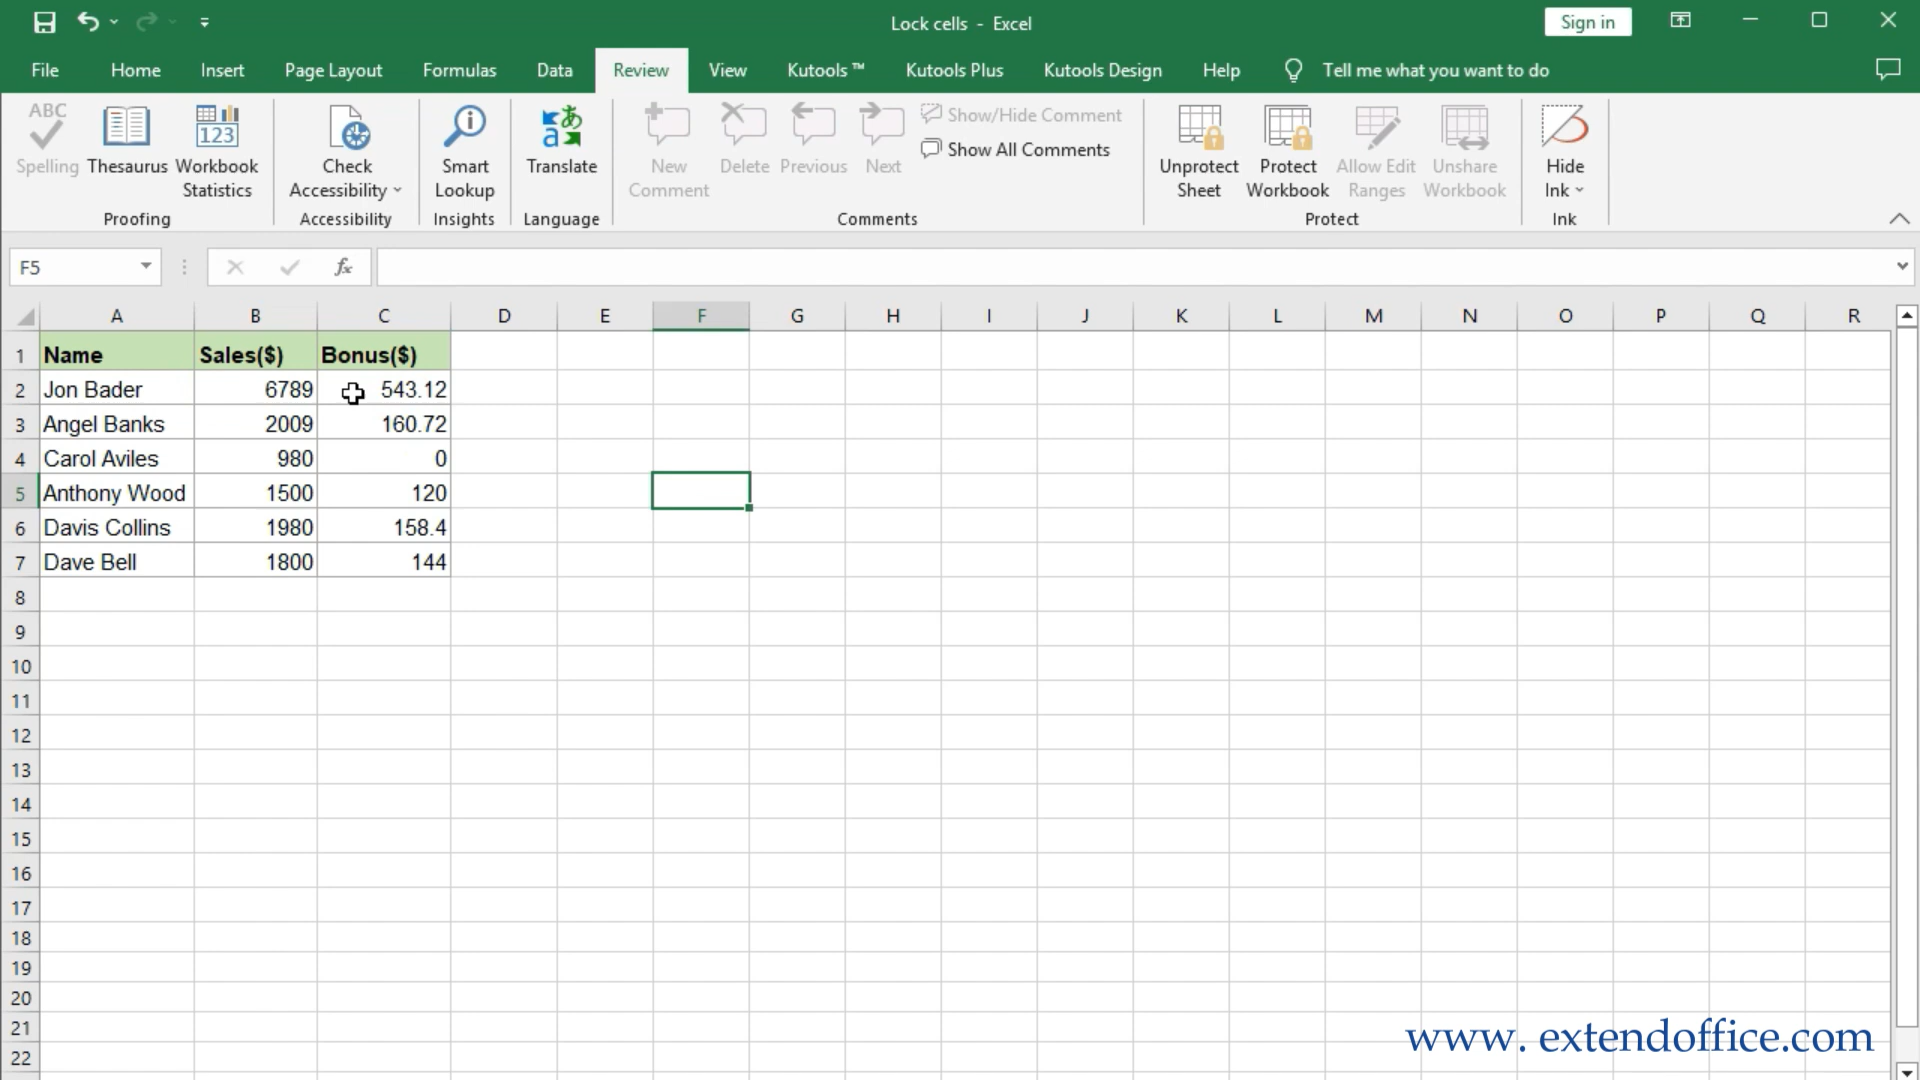 Lock cells - Excel
Sign in
File Home Insert Page Layout Formulas Data Review View Kutools ™ Kutools Plus Kutools Design Help Tell me what you want to do
ABC
Spelling
Thesaurus
123
Workbook
Statistics
Proofing
Check
Accessibility
Accessibility
Smart
Lookup
Insights
あ
a
Translate
Language
New
Comment
Delete
Previous
Next
Show/Hide Comment
Show All Comments
Comments
Unprotect
Sheet
Protect
Workbook
Allow Edit
Ranges
Unshare
Workbook
Protect
Hide
Ink
Ink
F5 fx
A B C D E F G H I J K L M N O P Q R
1 Name Sales($) Bonus($)
2 Jon Bader 6789 543.12
3 Angel Banks 2009 160.72
4 Carol Aviles 980 0
5 Anthony Wood 1500 120
6 Davis Collins 1980 158.4
7 Dave Bell 1800 144
8
9
10
11
12
13
14
15
16
17
18
19
20
21
22
www. extendoffice.com